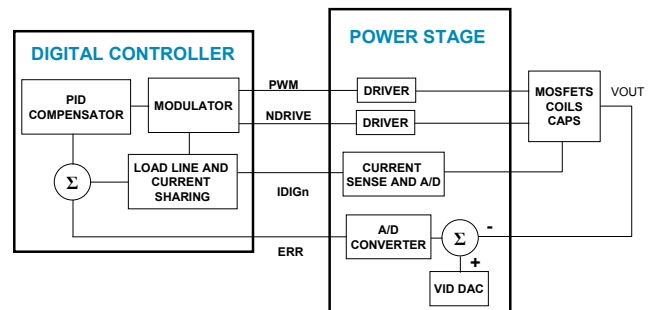 DIGITAL CONTROLLER
POWER STAGE
PID
COMPENSATOR
MODULATOR
PWM
NDRIVE
DRIVER
DRIVER
MOSFETS
COILS
CAPS
VOUT
Σ
LOAD LINE AND
CURRENT
SHARING
IDIGn
CURRENT
SENSE AND A/D
ERR
A/D
CONVERTER
Σ
-
+
VID DAC